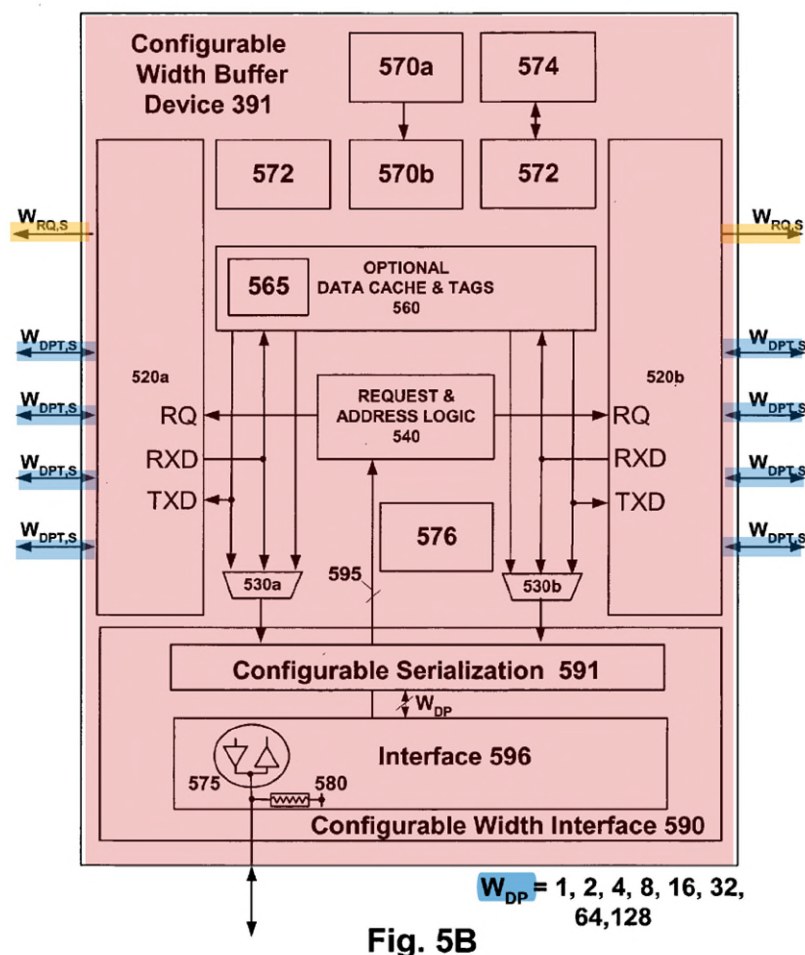 Configurable
Width Buffer
Device 391
570a
574
572
570b
572
W_RQ,S
W_RQ,S
565
OPTIONAL
DATA CACHE & TAGS
560
W_DPT,S
W_DPT,S
520a
520b
REQUEST &
ADDRESS LOGIC
540
W_DPT,S
W_DPT,S
RQ
RQ
RXD
RXD
W_DPT,S
W_DPT,S
TXD
TXD
576
W_DPT,S
W_DPT,S
595
530a
530b
Configurable Serialization 591
W_DP
Interface 596
575
580
Configurable Width Interface 590
W_DP = 1, 2, 4, 8, 16, 32,
64,128
Fig. 5B